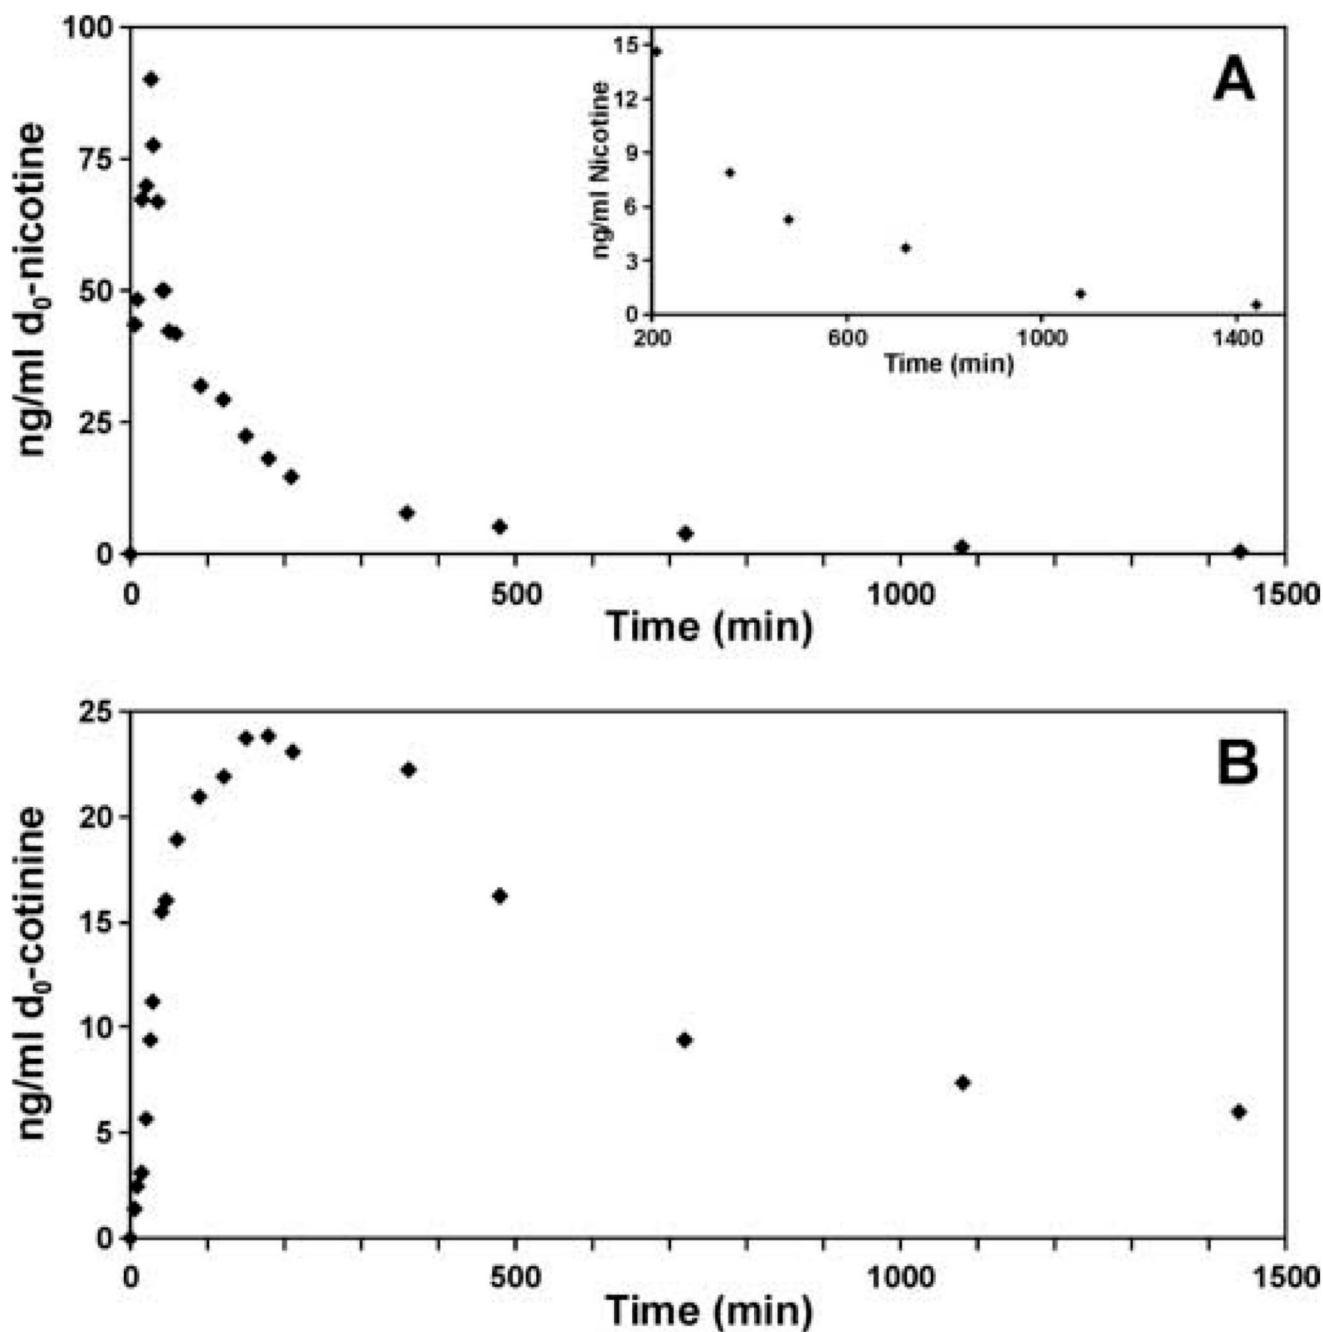 100
75
50
25
0
ng/ml d₀-nicotine
0 500 1000 1500
Time (min)
A
15
12
9
6
3
0
ng/ml Nicotine
200 600 1000 1400
Time (min)
25
20
15
10
5
0
ng/ml d₀-cotinine
B
0 500 1000 1500
Time (min)